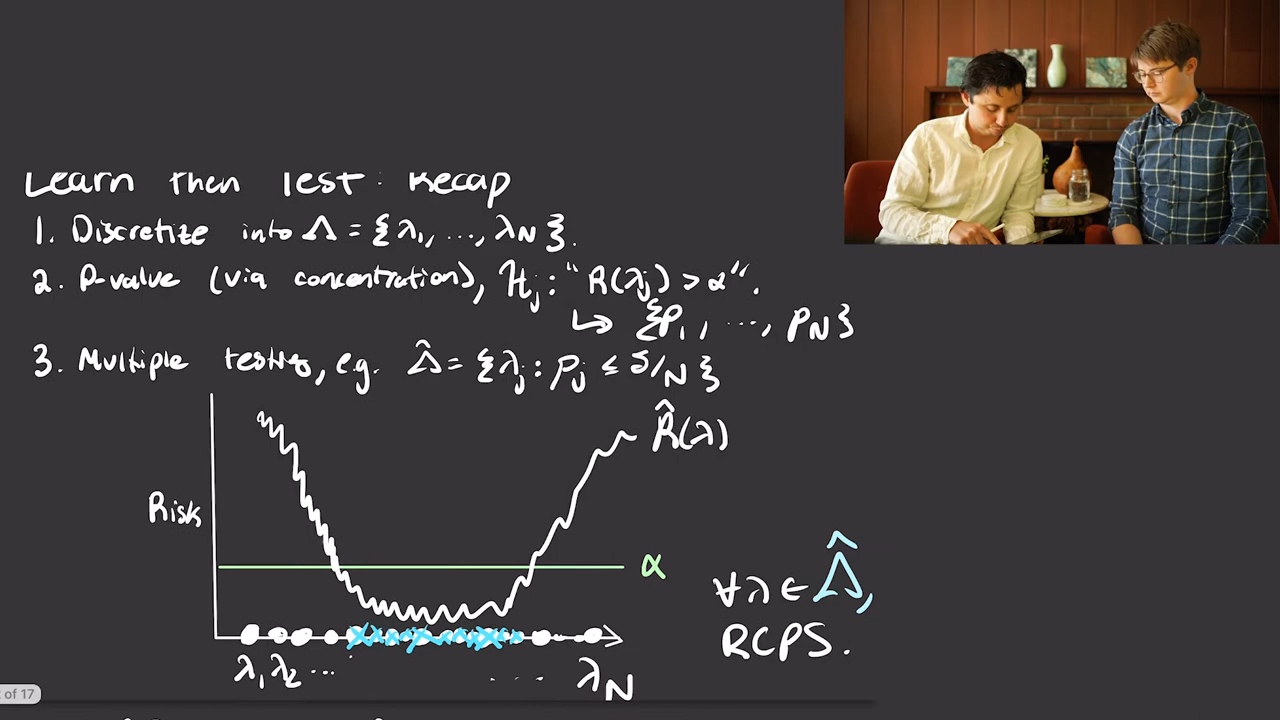 Learn then Test: Recap
1. Discretize into Λ = {λ₁, ..., λN}.
2. P-value (via concentration), Hⱼ: "R(λⱼ) > α".
↳ {P₁, ..., PN}
3. Multiple testing, e.g. Λ̂ = {λⱼ : Pⱼ ≤ δ/N}
R̂(λ)
Risk
α
∀λ ∈ Λ̂,
RCPS.
λ₁ λ₂ ... .... λN
of 17